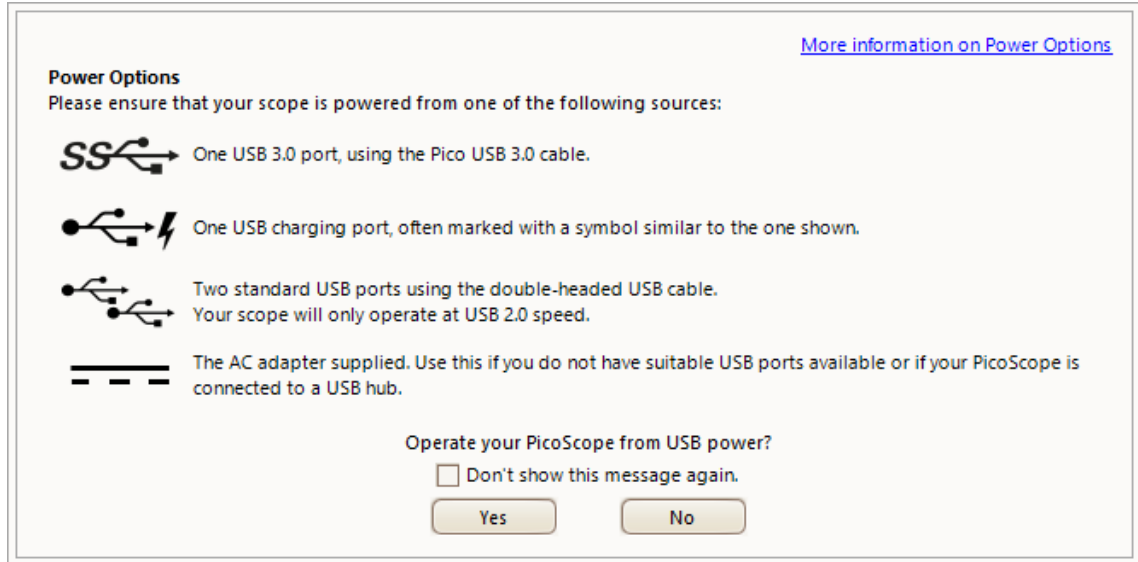 More information on Power Options
Power Options
Please ensure that your scope is powered from one of the following sources:
SS
One USB 3.0 port, using the Pico USB 3.0 cable.
One USB charging port, often marked with a symbol similar to the one shown.
Two standard USB ports using the double-headed USB cable.
Your scope will only operate at USB 2.0 speed.
The AC adapter supplied. Use this if you do not have suitable USB ports available or if your PicoScope is
connected to a USB hub.
Operate your PicoScope from USB power?
Don't show this message again.
Yes No